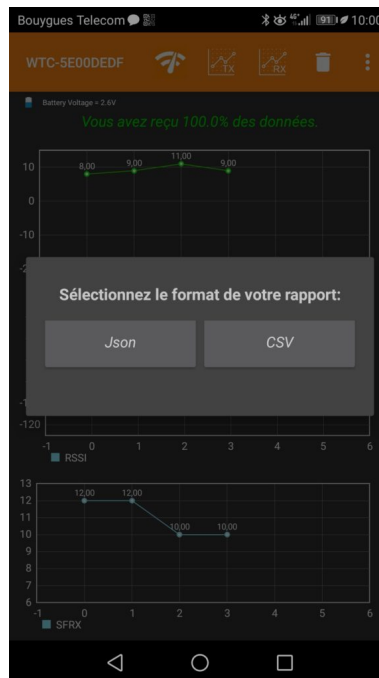 Bouygues Telecom 91 10:00
WTC-5E00DEDF TX RX
Battery Voltage = 2.6V
Vous avez reçu 100.0% des données.
10
8,00 9,00 11,00 9,00
0
-10
Sélectionnez le format de votre rapport:
Json CSV
-120
-1 0 1 2 3 4 5 6
RSSI
13
12
12,00 12,00
11
10
10,00 10,00
9
8
7
6
-1 0 1 2 3 4 5 6
SFRX